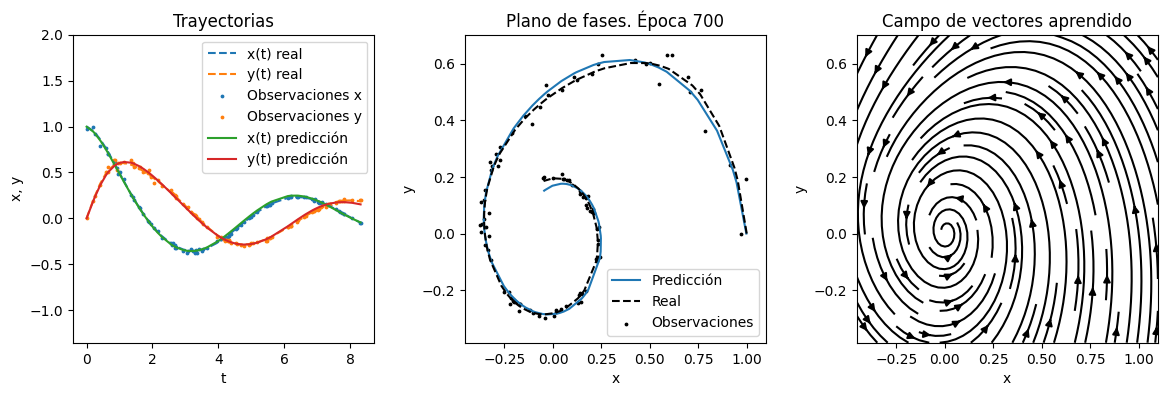 Trayectorias
2.0
1.5
1.0
0.5
0.0
−0.5
−1.0
x, y
0
2
4
6
8
t
x(t) real
y(t) real
Observaciones x
Observaciones y
x(t) predicción
y(t) predicción
Plano de fases. Época 700
0.6
0.4
0.2
0.0
−0.2
y
−0.25
0.00
0.25
0.50
0.75
1.00
x
Predicción
Real
Observaciones
Campo de vectores aprendido
0.6
0.4
0.2
0.0
−0.2
y
−0.25
0.00
0.25
0.50
0.75
1.00
x